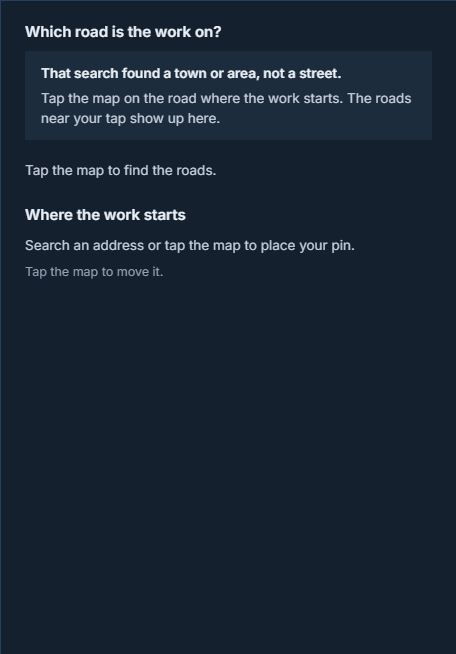 Which road is the work on?
That search found a town or area, not a street.
Tap the map on the road where the work starts. The roads
near your tap show up here.
Tap the map to find the roads.
Where the work starts
Search an address or tap the map to place your pin.
Tap the map to move it.